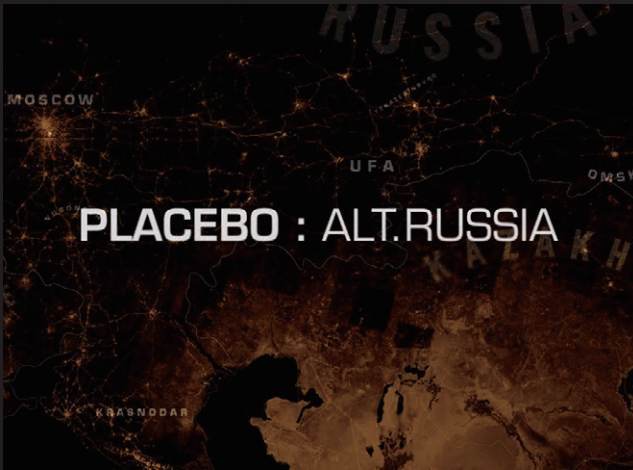 RUSSIA
MOSCOW
UFA
OMSK
PLACEBO : ALT.RUSSIA
KAZAKH
KRASNODAR